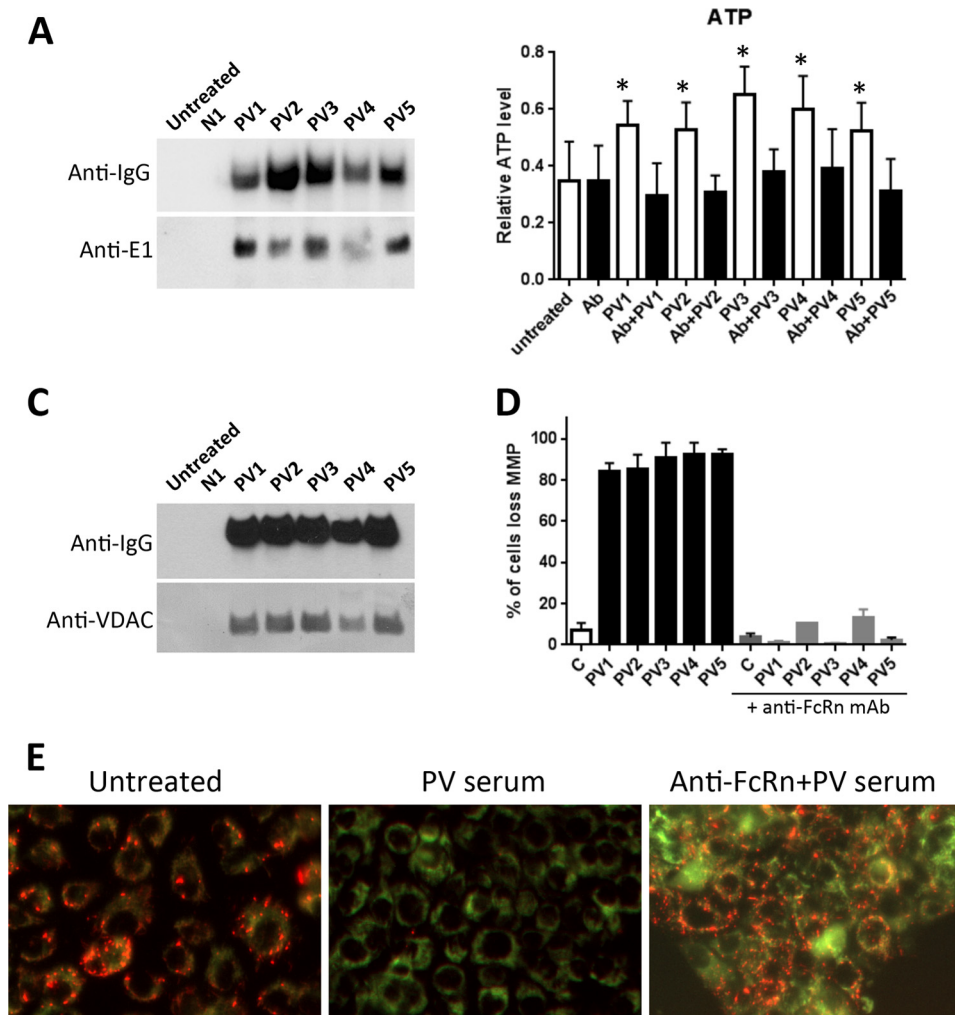 A
Untreated
N1
PV1
PV2
PV3
PV4
PV5
Anti-IgG
Anti-E1
ATP
Relative ATP level
0.8
0.6
0.4
0.2
0.0
* * * * *
untreated
Ab
PV1
Ab+PV1
PV2
Ab+PV2
PV3
Ab+PV3
PV4
Ab+PV4
PV5
Ab+PV5
C
Untreated
N1
PV1
PV2
PV3
PV4
PV5
Anti-IgG
Anti-VDAC
D
% of cells loss MMP
100
80
60
40
20
0
C
PV1
PV2
PV3
PV4
PV5
C
PV1
PV2
PV3
PV4
PV5
+ anti-FcRn mAb
E
Untreated
PV serum
Anti-FcRn+PV serum